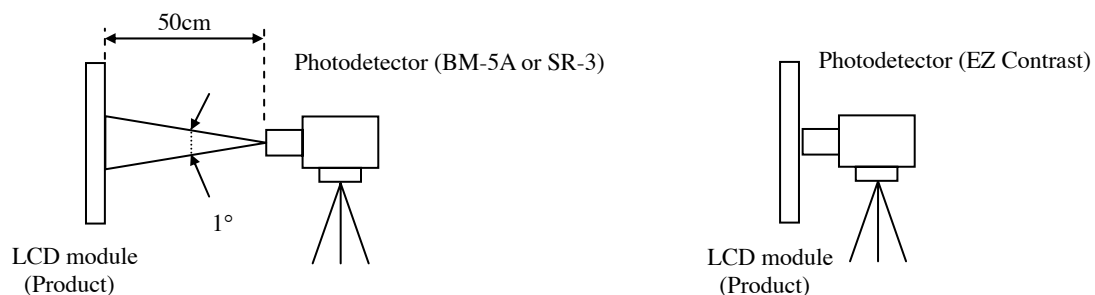 50cm
Photodetector (BM-5A or SR-3)
1°
LCD module
(Product)
Photodetector (EZ Contrast)
LCD module
(Product)